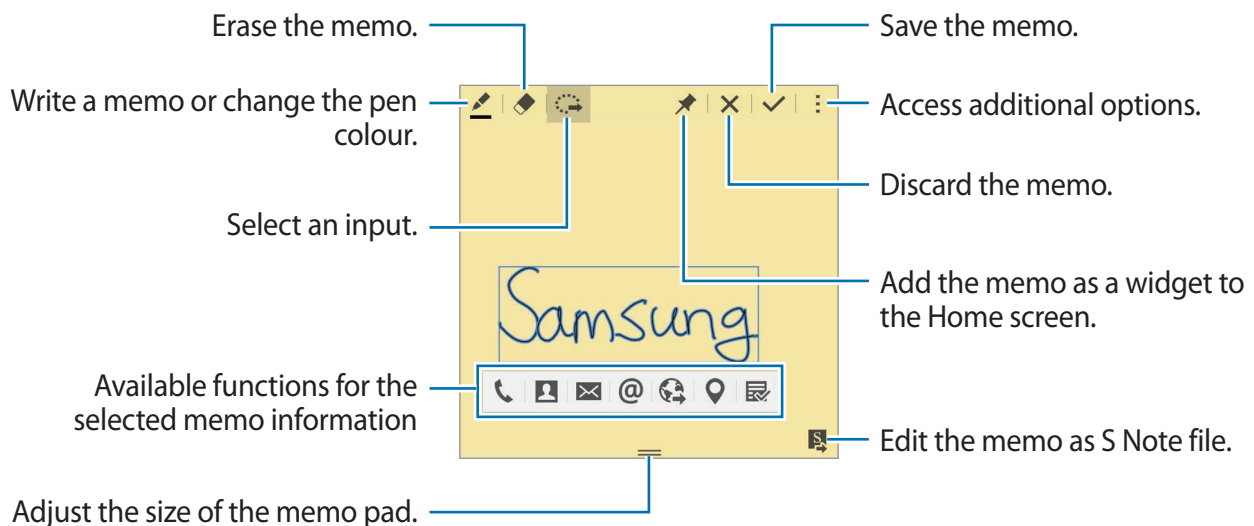 Erase the memo.
Save the memo.
Write a memo or change the pen
colour.
Access additional options.
Discard the memo.
Select an input.
Add the memo as a widget to
the Home screen.
Samsung
Available functions for the
selected memo information
@
S
Edit the memo as S Note file.
Adjust the size of the memo pad.